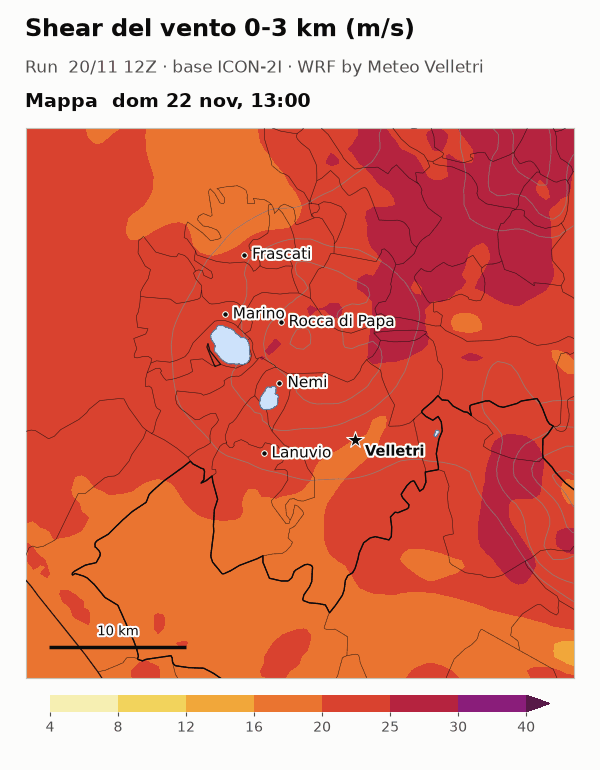 Shear del vento 0-3 km (m/s)
Run 20/11 12Z · base ICON-2I · WRF by Meteo Velletri
Mappa dom 22 nov, 13:00
Frascati
Marino
Rocca di Papa
Nemi
Velletri
Lanuvio
10 km
4 8 12 16 20 25 30 40